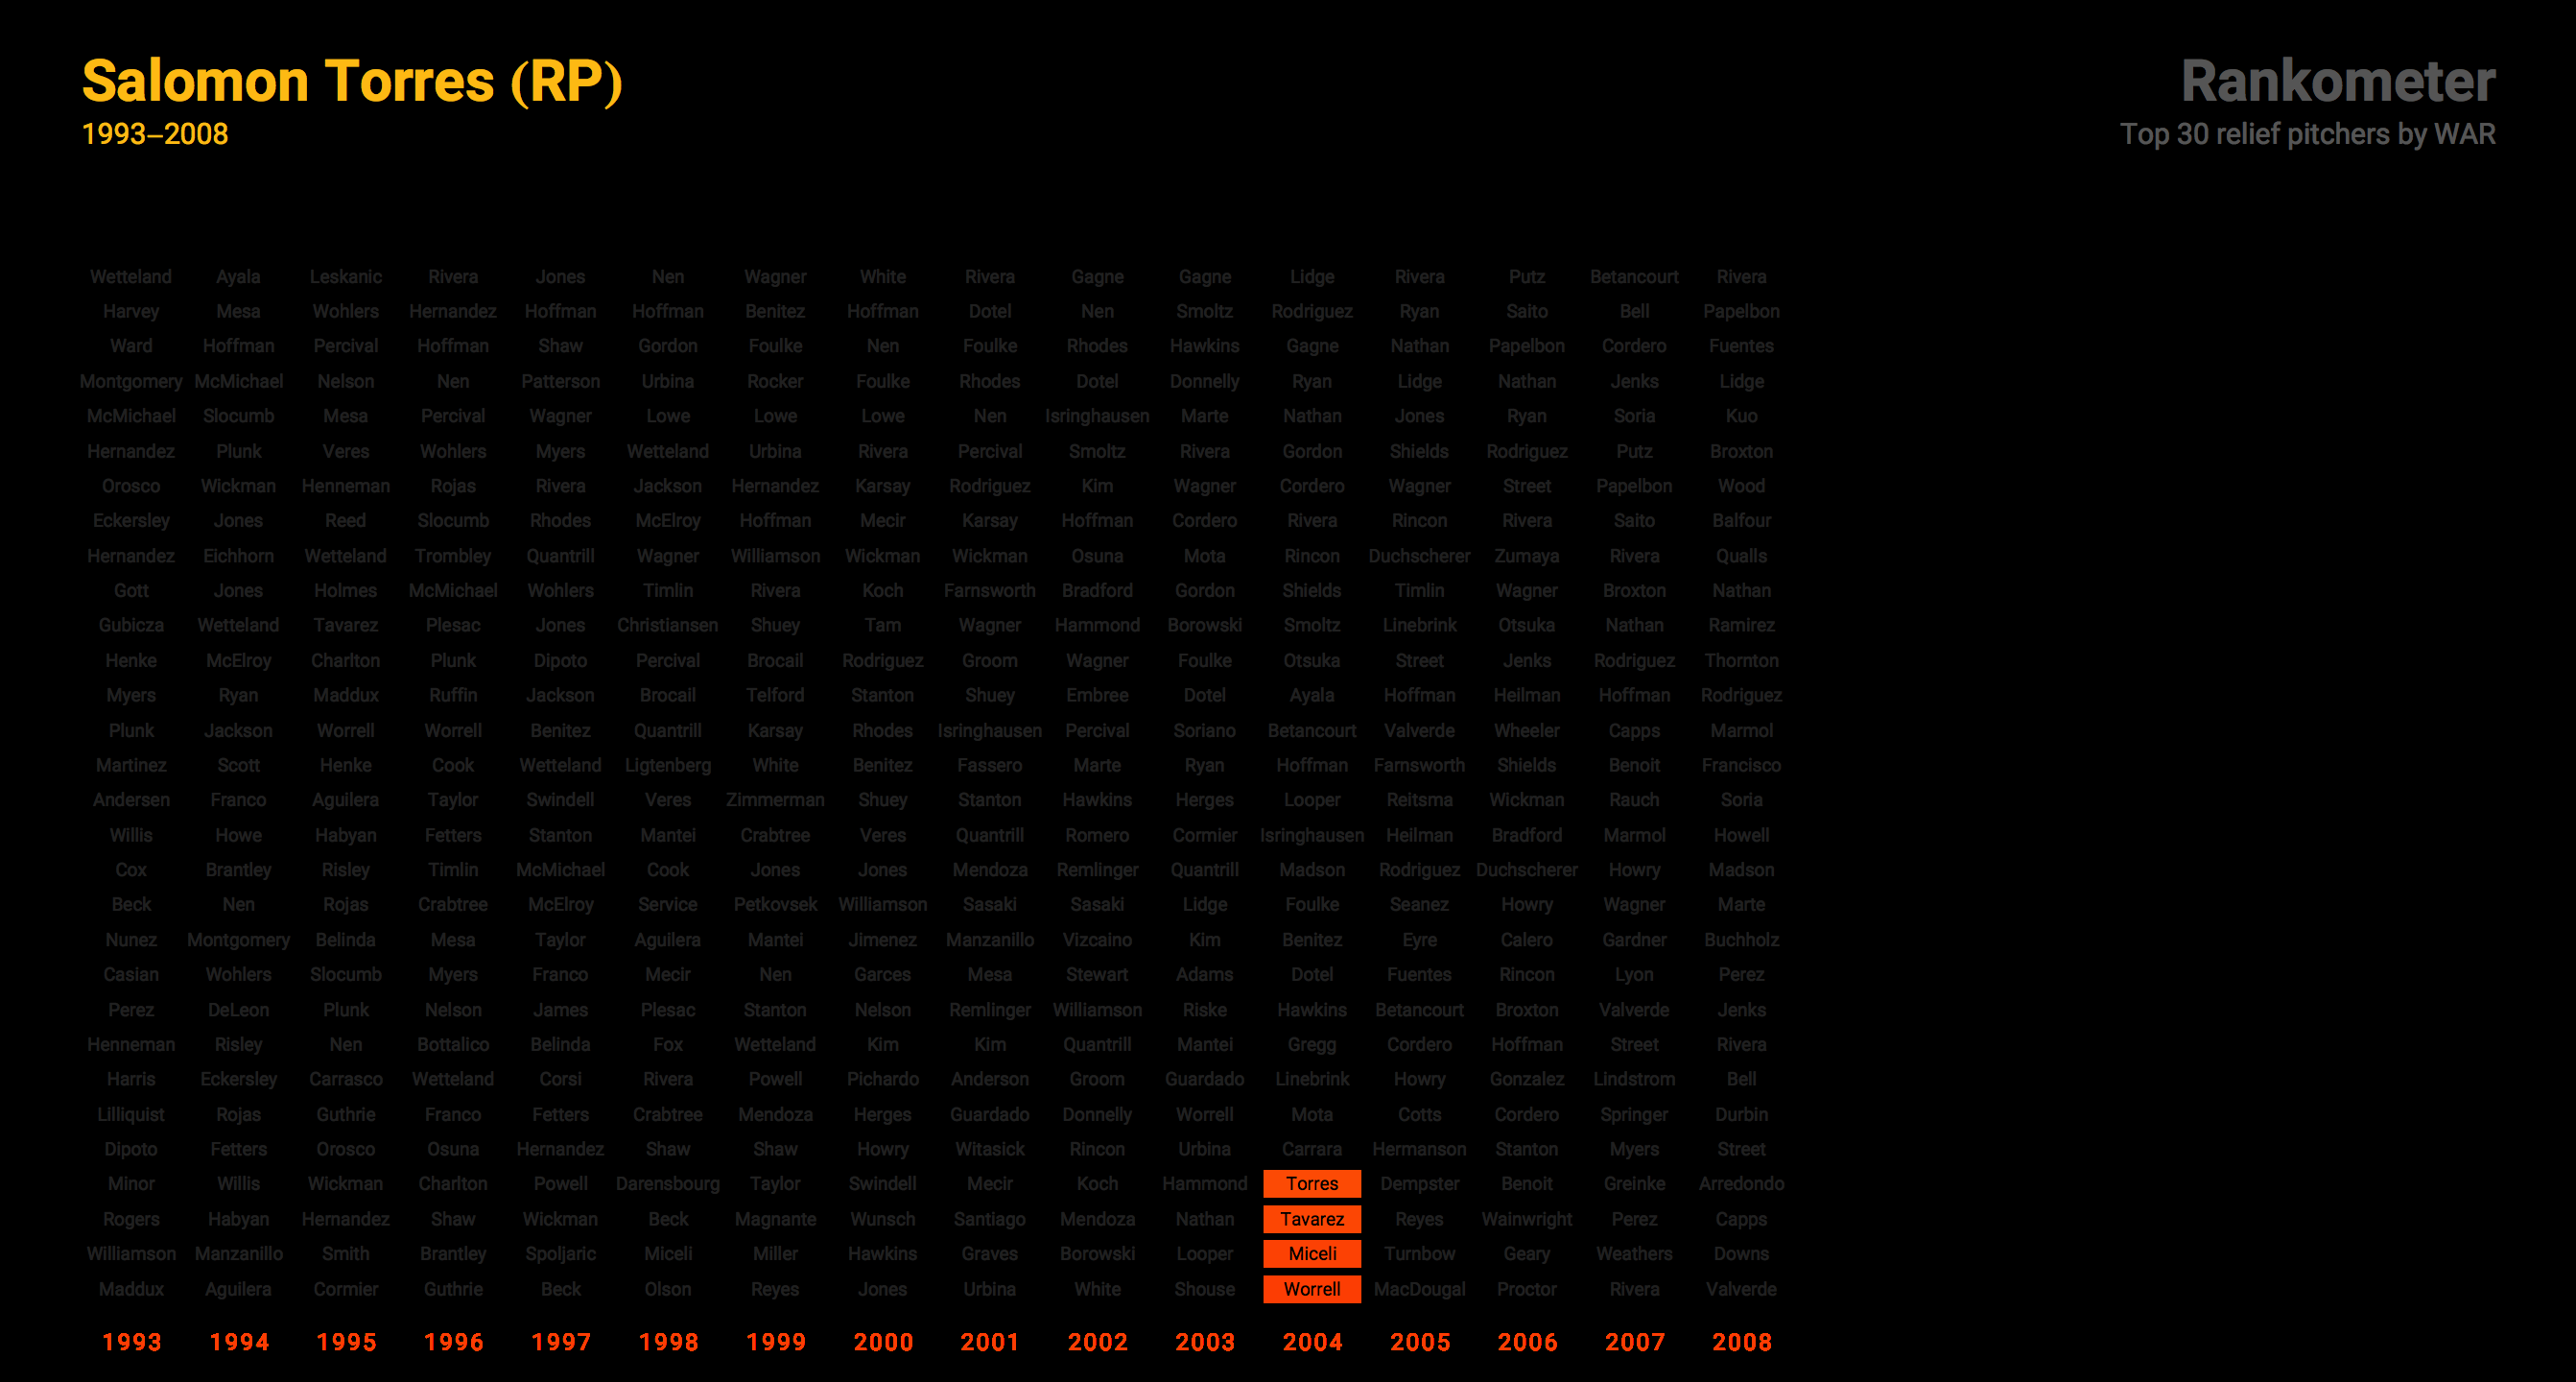 Salomon Torres (RP)
1993–2008
Rankometer
Top 30 relief pitchers by WAR
Wetteland Ayala Leskanic Rivera Jones Nen Wagner White Rivera Gagne Gagne Lidge Rivera Putz Betancourt Rivera
Harvey Mesa Wohlers Hernandez Hoffman Hoffman Benitez Hoffman Dotel Nen Smoltz Rodriguez Ryan Saito Bell Papelbon
Ward Hoffman Percival Hoffman Shaw Gordon Foulke Nen Foulke Rhodes Hawkins Gagne Nathan Papelbon Cordero Fuentes
Montgomery McMichael Nelson Nen Patterson Urbina Rocker Foulke Rhodes Dotel Donnelly Ryan Lidge Nathan Jenks Lidge
McMichael Slocumb Mesa Percival Wagner Lowe Lowe Lowe Nen Isringhausen Marte Nathan Jones Ryan Soria Kuo
Hernandez Plunk Veres Wohlers Myers Wetteland Urbina Rivera Percival Smoltz Rivera Gordon Shields Rodriguez Putz Broxton
Orosco Wickman Henneman Rojas Rivera Jackson Hernandez Karsay Rodriguez Kim Wagner Cordero Wagner Street Papelbon Wood
Eckersley Jones Reed Slocumb Rhodes McElroy Hoffman Mecir Karsay Hoffman Cordero Rivera Rincon Rivera Saito Balfour
Hernandez Eichhorn Wetteland Trombley Quantrill Wagner Williamson Wickman Wickman Osuna Mota Rincon Duchscherer Zumaya Rivera Qualls
Gott Jones Holmes McMichael Wohlers Timlin Rivera Koch Farnsworth Bradford Gordon Shields Timlin Wagner Broxton Nathan
Gubicza Wetteland Tavarez Plesac Jones Christiansen Shuey Tam Wagner Hammond Borowski Smoltz Linebrink Otsuka Nathan Ramirez
Henke McElroy Charlton Plunk Dipoto Percival Brocail Rodriguez Groom Wagner Foulke Otsuka Street Jenks Rodriguez Thornton
Myers Ryan Maddux Ruffin Jackson Brocail Telford Stanton Shuey Embree Dotel Ayala Hoffman Heilman Hoffman Rodriguez
Plunk Jackson Worrell Worrell Benitez Quantrill Karsay Rhodes Isringhausen Percival Soriano Betancourt Valverde Wheeler Capps Marmol
Martinez Scott Henke Cook Wetteland Ligtenberg White Benitez Fassero Marte Ryan Hoffman Farnsworth Shields Benoit Francisco
Andersen Franco Aguilera Taylor Swindell Veres Zimmerman Shuey Stanton Hawkins Herges Looper Reitsma Wickman Rauch Soria
Willis Howe Habyan Fetters Stanton Mantei Crabtree Veres Quantrill Romero Cormier Isringhausen Heilman Bradford Marmol Howell
Cox Brantley Risley Timlin McMichael Cook Jones Jones Mendoza Remlinger Quantrill Madson Rodriguez Duchscherer Howry Madson
Beck Nen Rojas Crabtree McElroy Service Petkovsek Williamson Sasaki Sasaki Lidge Foulke Seanez Howry Wagner Marte
Nunez Montgomery Belinda Mesa Taylor Aguilera Mantei Jimenez Manzanillo Vizcaino Kim Benitez Eyre Calero Gardner Buchholz
Casian Wohlers Slocumb Myers Franco Mecir Nen Garces Mesa Stewart Adams Dotel Fuentes Rincon Lyon Perez
Perez DeLeon Plunk Nelson James Plesac Stanton Nelson Remlinger Williamson Riske Hawkins Betancourt Broxton Valverde Jenks
Henneman Risley Nen Bottalico Belinda Fox Wetteland Kim Kim Quantrill Mantei Gregg Cordero Hoffman Street Rivera
Harris Eckersley Carrasco Wetteland Corsi Rivera Powell Pichardo Anderson Groom Guardado Linebrink Howry Gonzalez Lindstrom Bell
Lilliquist Rojas Guthrie Franco Fetters Crabtree Mendoza Herges Guardado Donnelly Worrell Mota Cotts Cordero Springer Durbin
Dipoto Fetters Orosco Osuna Hernandez Shaw Shaw Howry Witasick Rincon Urbina Carrara Hermanson Stanton Myers Street
Minor Willis Wickman Charlton Powell Darensbourg Taylor Swindell Mecir Koch Hammond Torres Dempster Benoit Greinke Arredondo
Rogers Habyan Hernandez Shaw Wickman Beck Magnante Wunsch Santiago Mendoza Nathan Tavarez Reyes Wainwright Perez Capps
Williamson Manzanillo Smith Brantley Spoljaric Miceli Miller Hawkins Graves Borowski Looper Miceli Turnbow Geary Weathers Downs
Maddux Aguilera Cormier Guthrie Beck Olson Reyes Jones Urbina White Shouse Worrell MacDougal Proctor Rivera Valverde
1993 1994 1995 1996 1997 1998 1999 2000 2001 2002 2003 2004 2005 2006 2007 2008